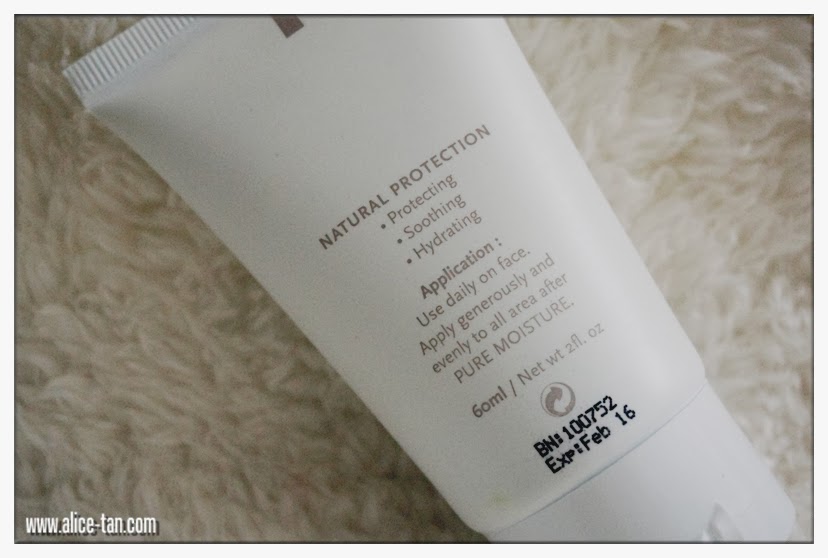 NATURAL PROTECTION
• Protecting
• Soothing
• Hydrating
Application :
Use daily on face.
Apply generously and
evenly to all area after
PURE MOISTURE.
60ml / Net wt 2fl. oz
BN:100752
Exp:Feb 16
www.alice-tan.com